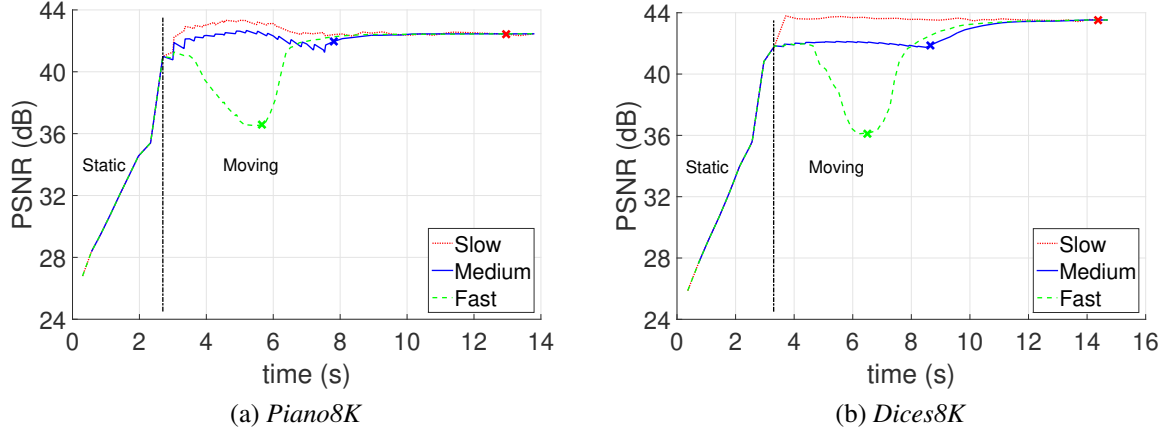 44
40
36
32
28
24
PSNR (dB)
Static
Moving
Slow
Medium
Fast
0 2 4 6 8 10 12 14
time (s)
(a) Piano8K
44
40
36
32
28
24
PSNR (dB)
Static
Moving
Slow
Medium
Fast
0 2 4 6 8 10 12 14 16
time (s)
(b) Dices8K